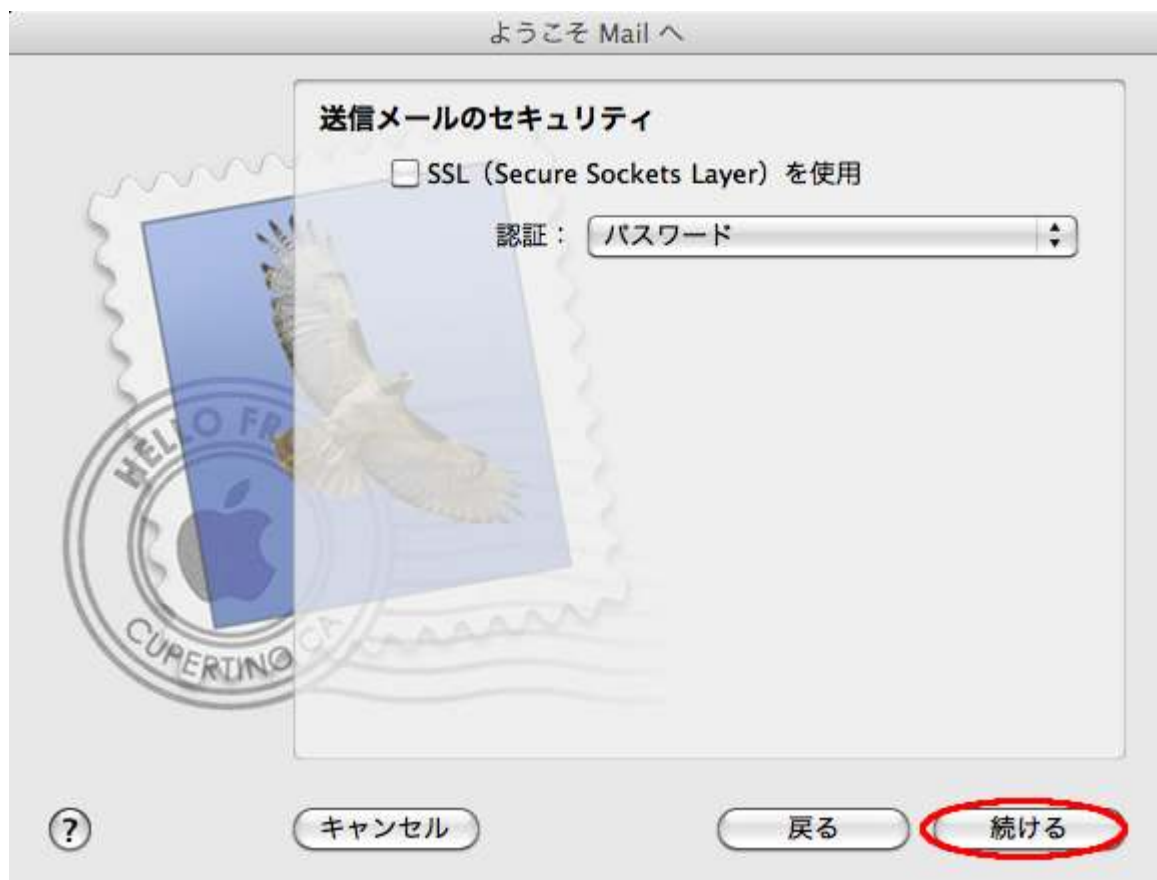 ようこそ Mail へ
送信メールのセキュリティ
SSL（Secure Sockets Layer）を使用
認証： パスワード
HELLO FR
CUPERTINO CA
? キャンセル 戻る 続ける